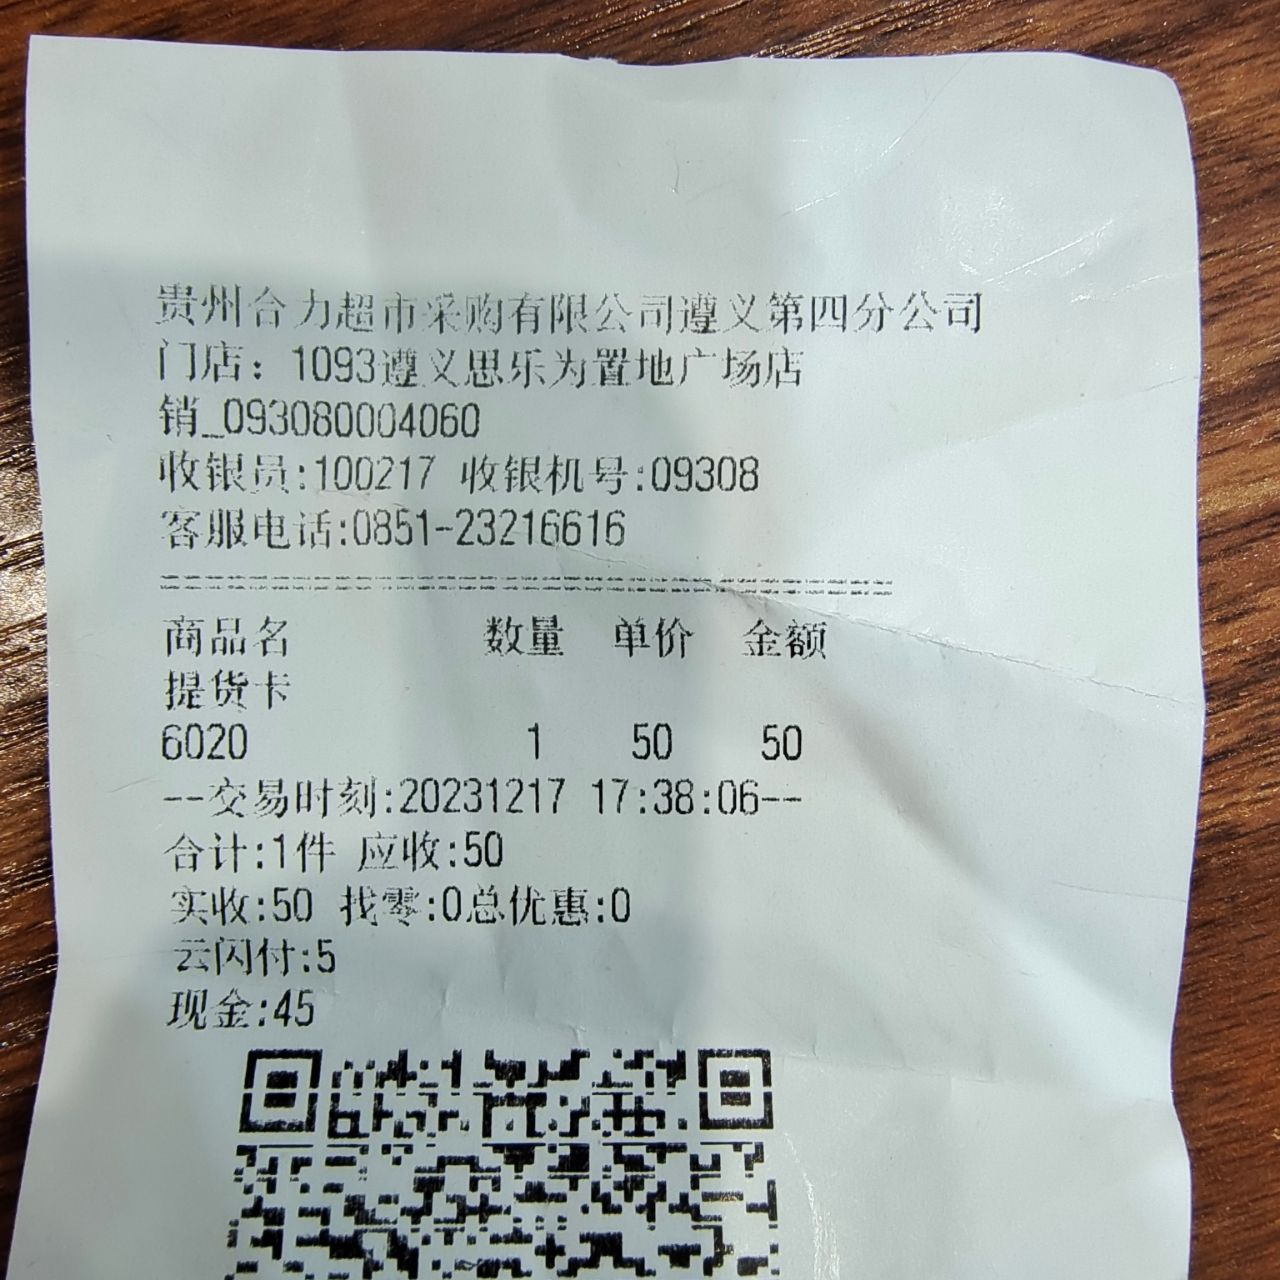 贵州合力超市采购有限公司遵义第四分公司
门店：1093遵义思乐为置地广场店
销_093080004060
收银员:100217 收银机号:09308
客服电话:0851-23216616
商品名 数量 单价 金额
提货卡
6020 1 50 50
--交易时刻:20231217 17:38:06--
合计:1件 应收:50
实收:50 找零:0总优惠:0
云闪付:5
现金:45